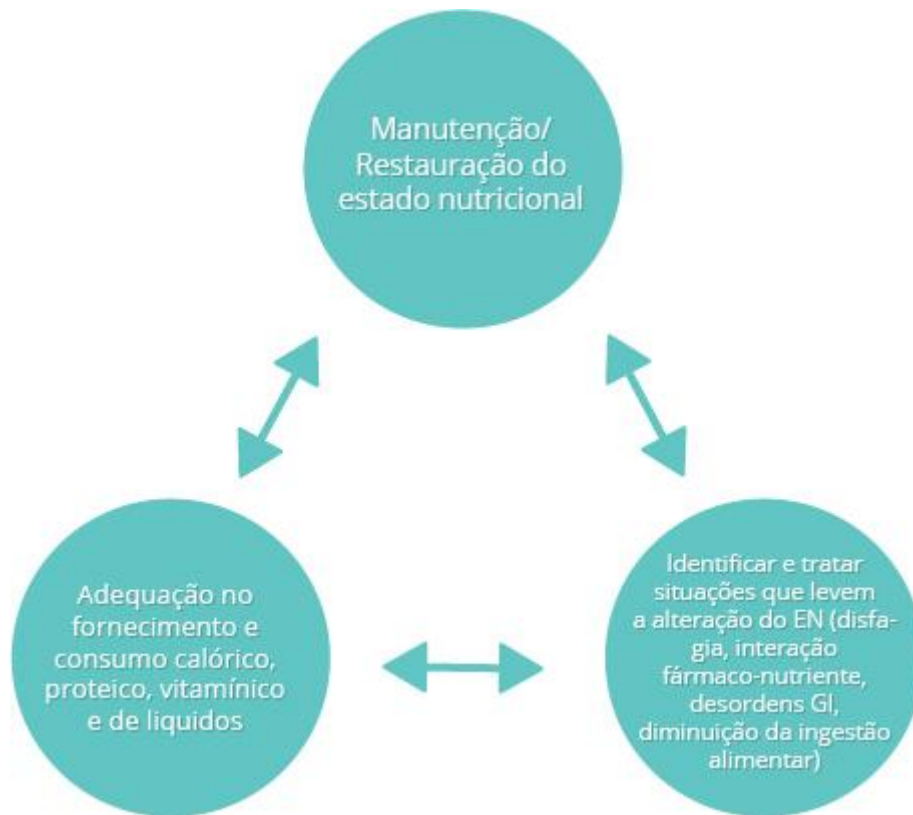 Manutenção/
Restauração do
estado nutricional
Adequação no
fornecimento e
consumo calórico,
proteico, vitamínico
e de liquidos
Identificar e tratar
situações que levem
a alteração do EN (disfa-
gia, interação
fármaco-nutriente,
desordens GI,
diminuição da ingestão
alimentar)